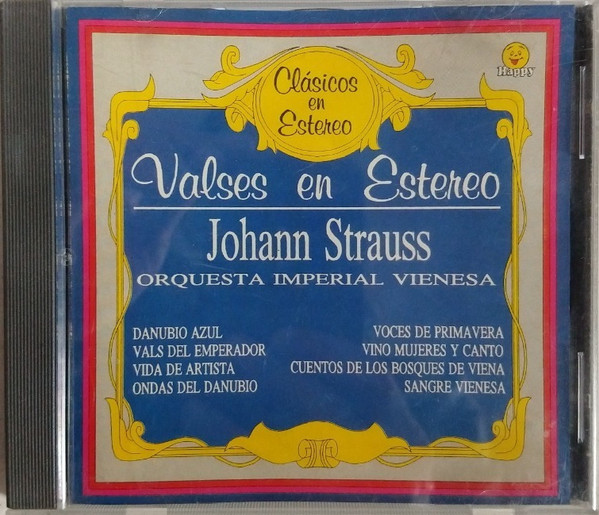 Clásicos
en
Estereo
Happy
Valses en Estereo
Johann Strauss
ORQUESTA IMPERIAL VIENESA
DANUBIO AZUL
VALS DEL EMPERADOR
VIDA DE ARTISTA
ONDAS DEL DANUBIO
VOCES DE PRIMAVERA
VINO MUJERES Y CANTO
CUENTOS DE LOS BOSQUES DE VIENA
SANGRE VIENESA